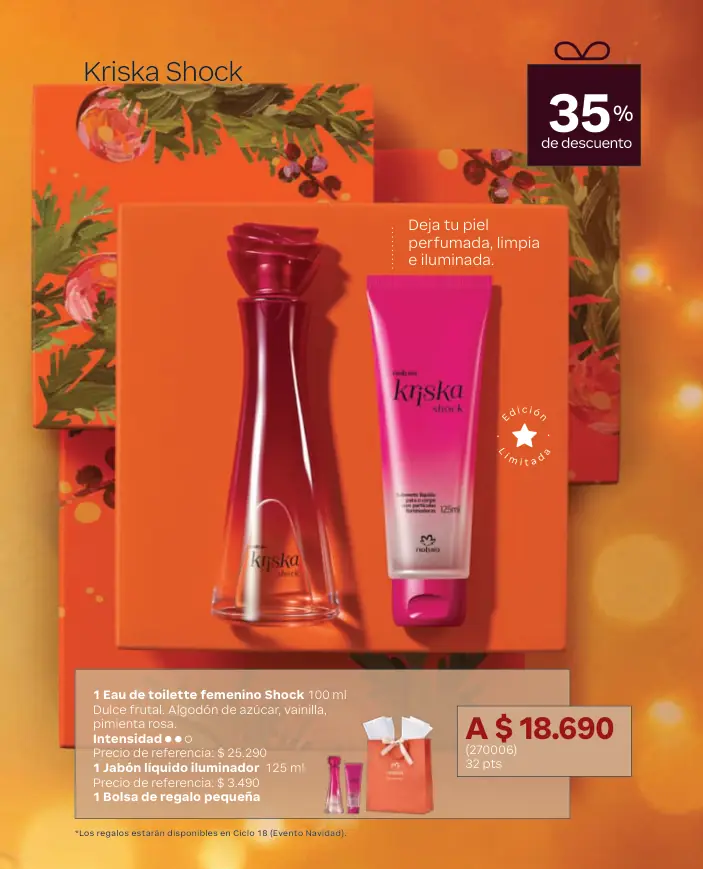 Kriska Shock
35%
de descuento
Deja tu piel
perfumada, limpia
e iluminada.
natura
kriska
shock
125ml
natura
Edición
Limitada
kriska
shock
1 Eau de toilette femenino Shock 100 ml
Dulce frutal. Algodón de azúcar, vainilla,
pimienta rosa.
Intensidad
Precio de referencia: $ 25.290
1 Jabón líquido iluminador 125 ml
Precio de referencia: $ 3.490
1 Bolsa de regalo pequeña
A $ 18.690
(270006)
32 pts
*Los regalos estarán disponibles en Ciclo 18 (Evento Navidad).